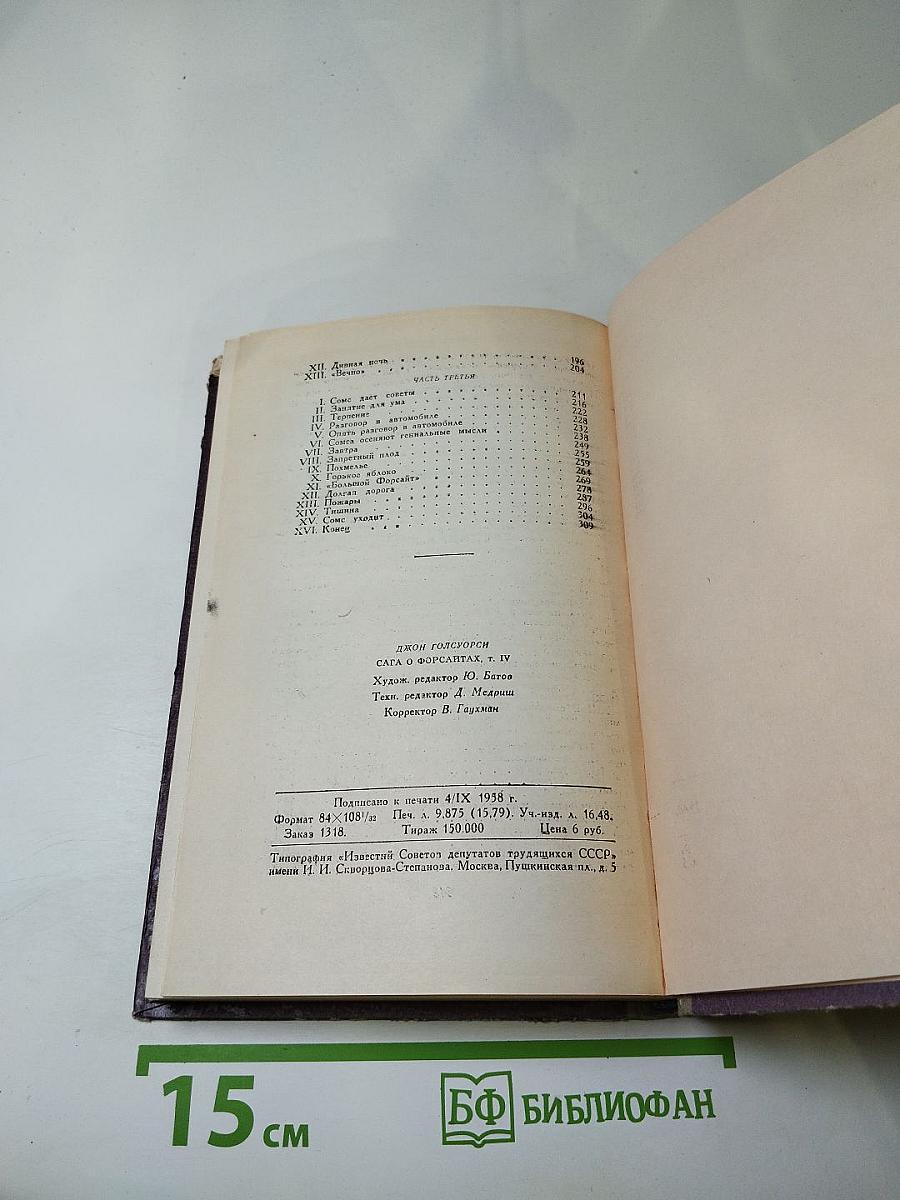 XII. Дивная ночь 196
XIII. «Вечно» 204
ЧАСТЬ ТРЕТЬЯ
I. Сомс дает советы 211
II. Занятие для ума 216
III. Терпение 222
IV. Разговор в автомобиле 228
V. Опять разговор в автомобиле 232
VI. Сомса осеняют гениальные мысли 238
VII. Завтра 249
VIII. Запретный плод 255
IX. Похмелье 259
X. Горькое яблоко 264
XI. «Большой Форсайт» 269
XII. Долгая дорога 278
XIII. Пожары 287
XIV. Тишина 296
XV. Сомс уходит 304
XVI. Конец 309
ДЖОН ГОЛСУОРСИ
САГА О ФОРСАЙТАХ, т. IV
Худож. редактор Ю. Багов
Техн. редактор Д. Медриш
Корректор В. Гаухман
Подписано к печати 4/IX 1958 г.
Формат 84×108¹/₃₂ Печ. л. 9,875 (15,79). Уч.-изд. л. 16,48.
Заказ 1318. Тираж 150.000 Цена 6 руб.
Типография «Известий Советов депутатов трудящихся СССР»
имени И. И. Скворцова-Степанова. Москва, Пушкинская пл., д. 5
15 см
БФ БИБЛИОФАН